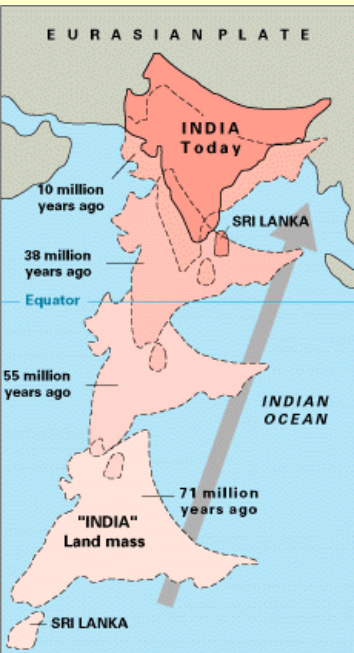 EURASIAN PLATE
INDIA
Today
10 million
years ago
SRI LANKA
38 million
years ago
Equator
55 million
years ago
INDIAN
OCEAN
71 million
years ago
"INDIA"
Land mass
SRI LANKA